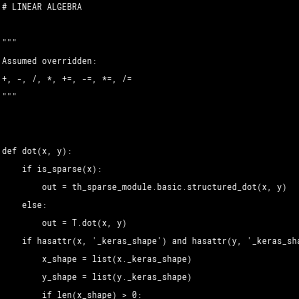 # LINEAR ALGEBRA
"""
Assumed overridden:
+, -, /, *, +=, -=, *=, /=
"""
def dot(x, y):
if is_sparse(x):
out = th_sparse_module.basic.structured_dot(x, y)
else:
out = T.dot(x, y)
if hasattr(x, '_keras_shape') and hasattr(y, '_keras_sha
x_shape = list(x._keras_shape)
y_shape = list(y._keras_shape)
if len(x_shape) > 0: